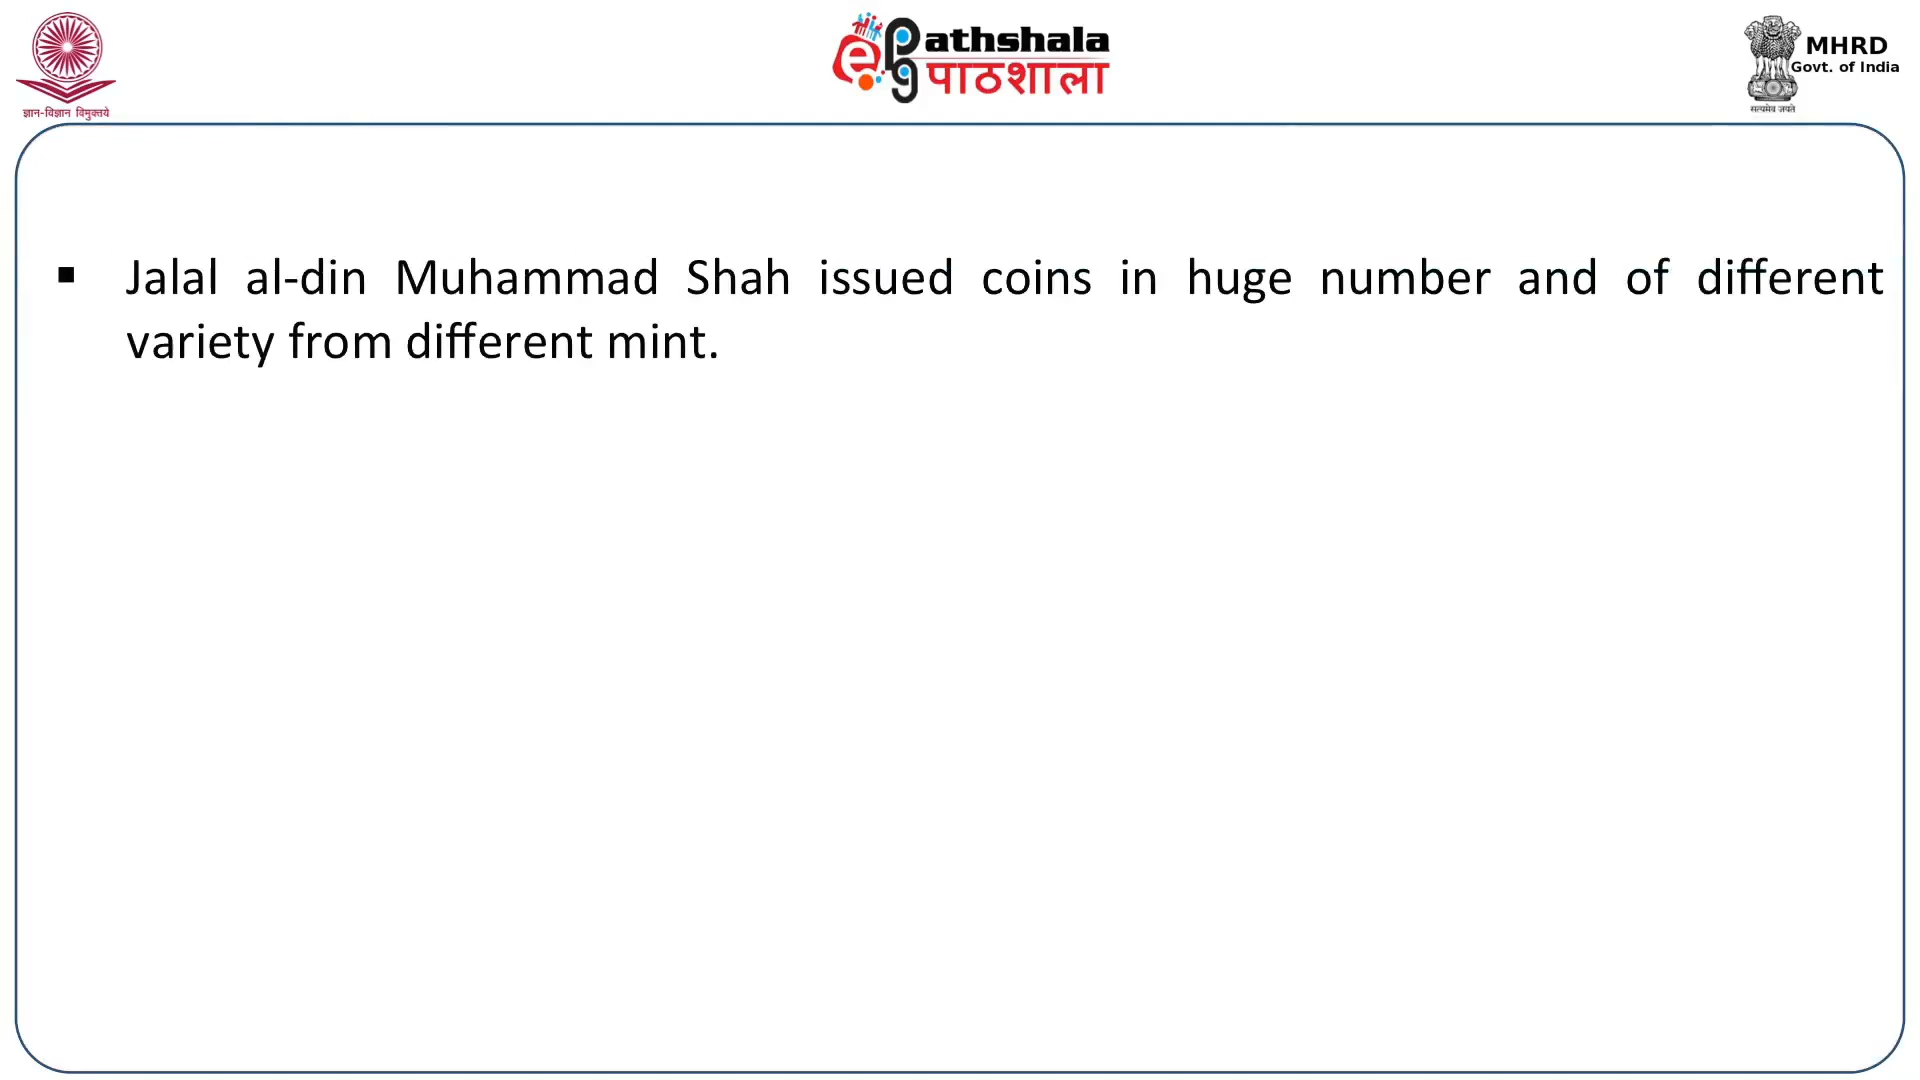 ज्ञान-विज्ञान विमुक्तये
e Pathshala
पाठशाला
MHRD
Govt. of India
सत्यमेव जयते
▪ Jalal al-din Muhammad Shah issued coins in huge number and of different
variety from different mint.